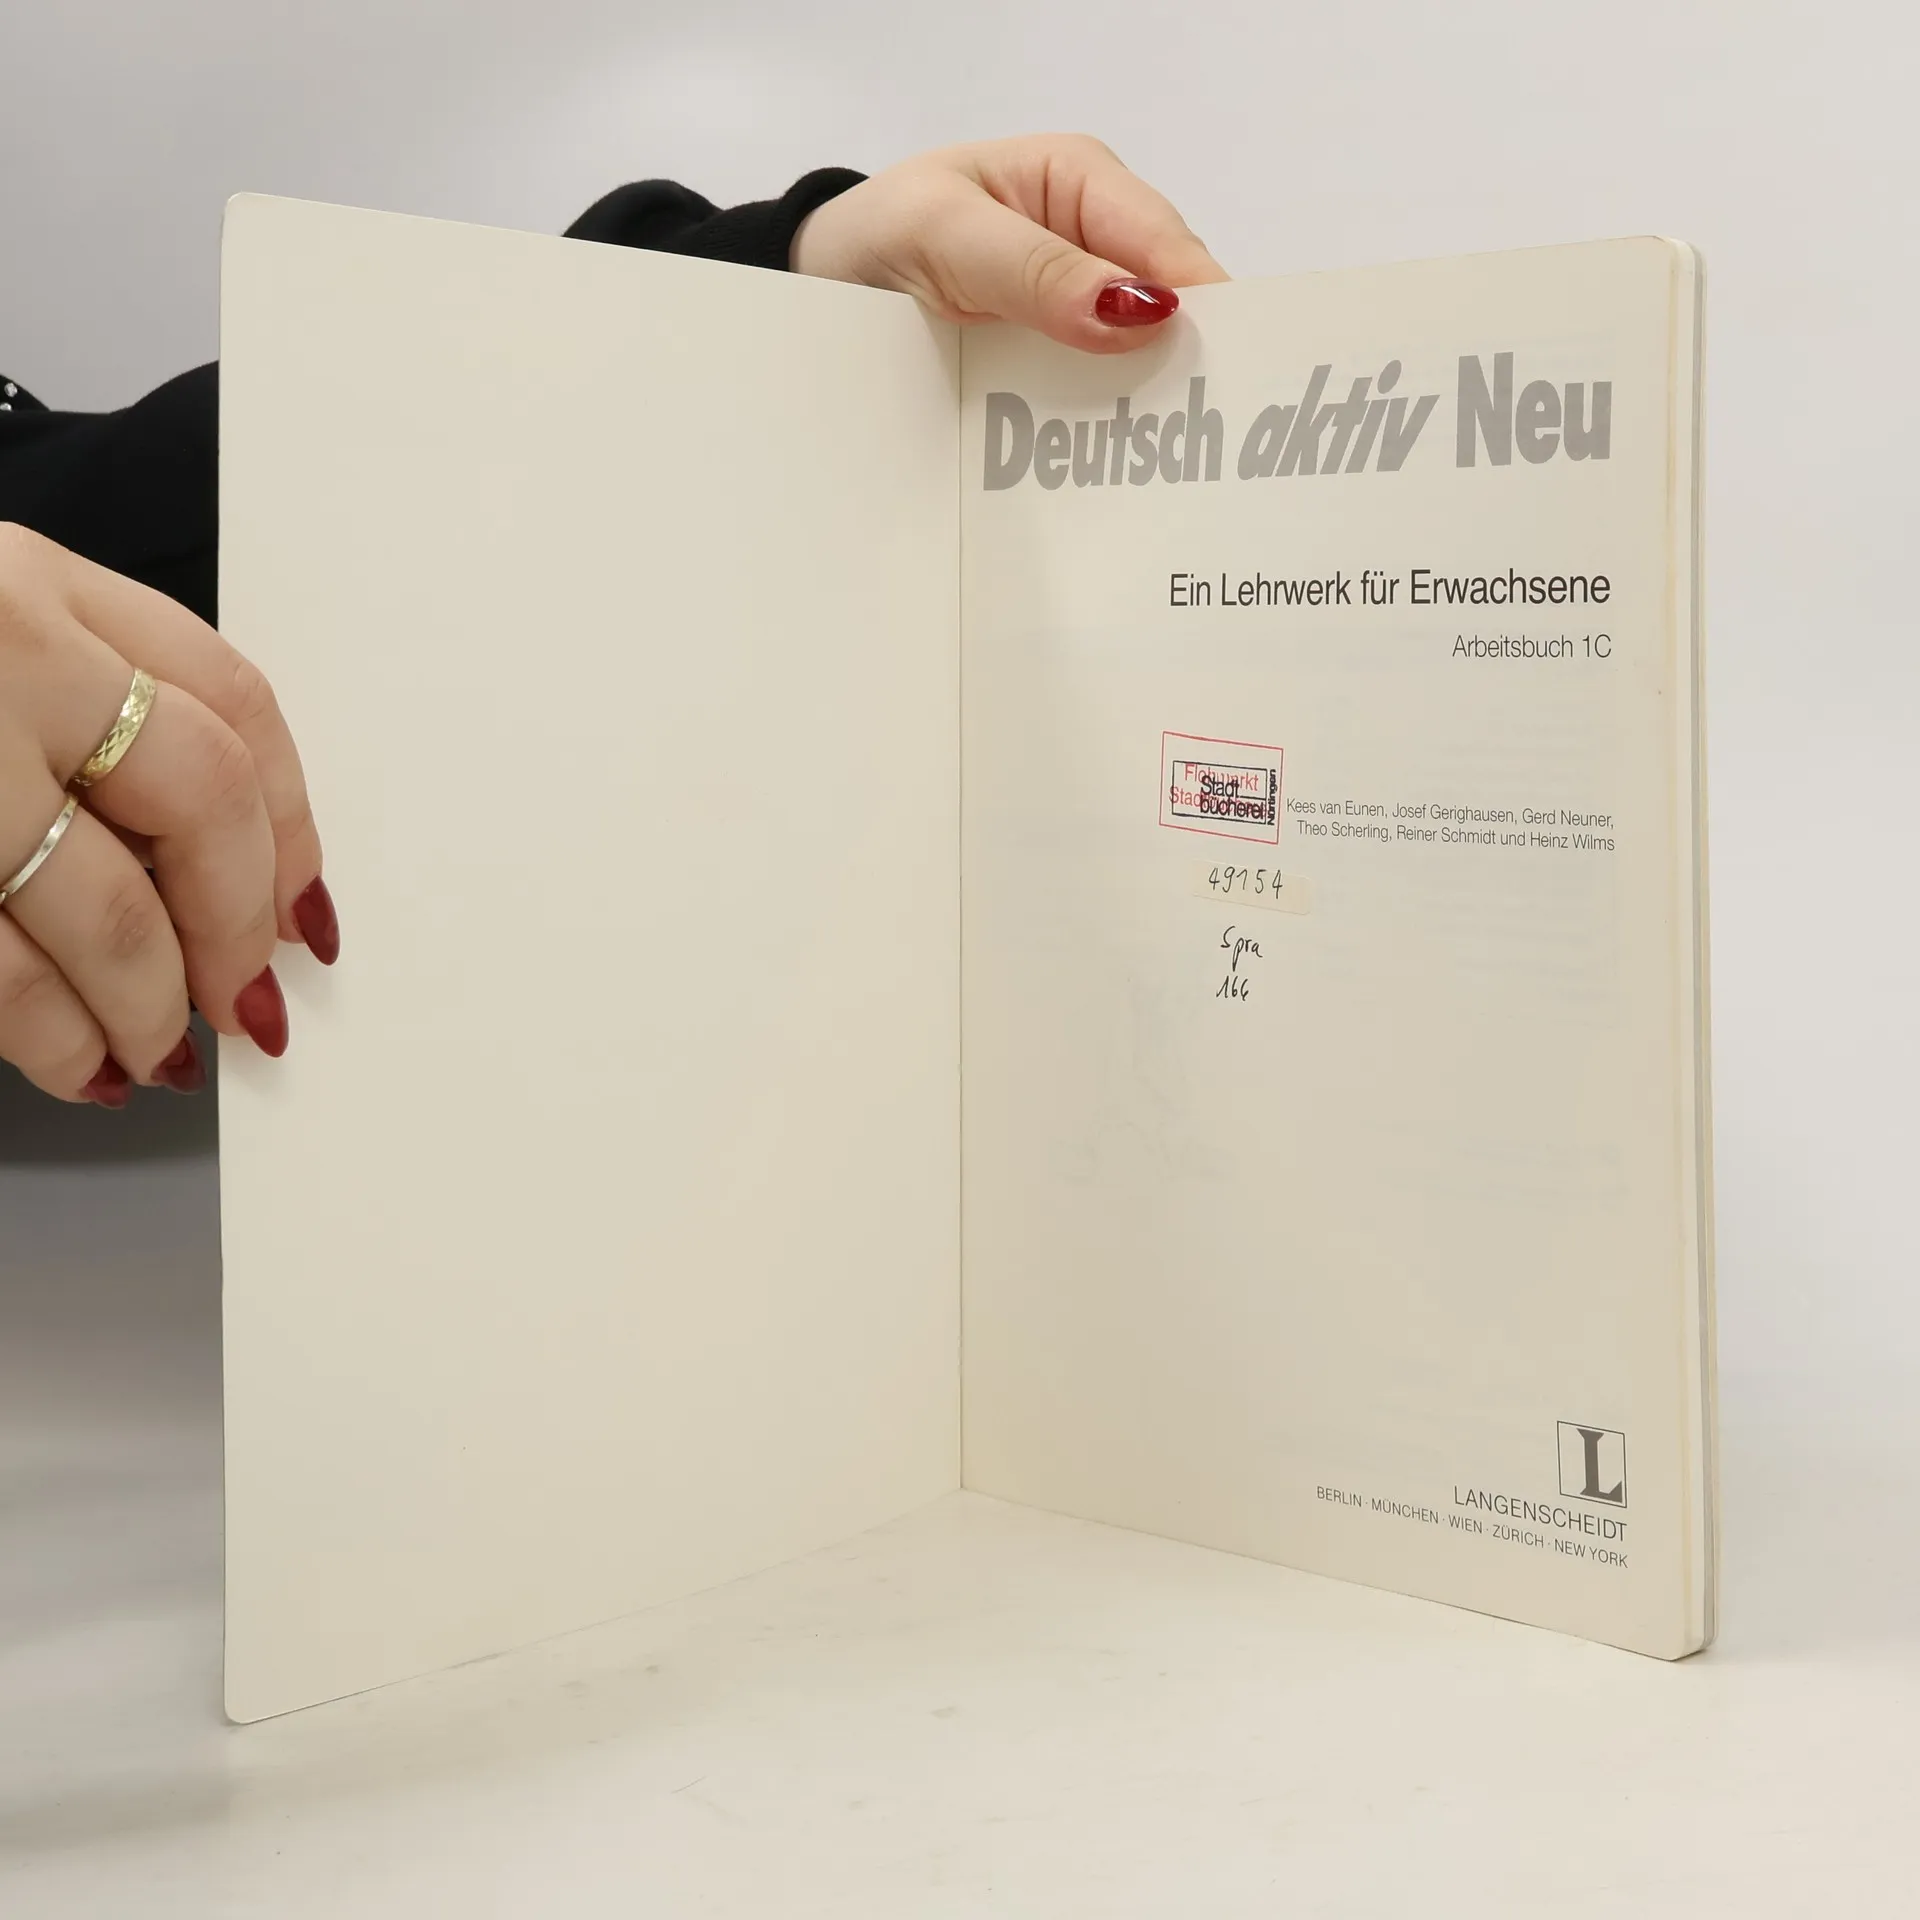 Deutsch aktiv Neu
Ein Lehrwerk für Erwachsene
Arbeitsbuch 1C
Flohmarkt
Stadtbücherei
Stadt
bücherei
Nürtingen
Kees van Eunen, Josef Gerighausen, Gerd Neuner,
Theo Scherling, Reiner Schmidt und Heinz Wilms
49154
Spra
166
L
LANGENSCHEIDT
BERLIN · MÜNCHEN · WIEN · ZÜRICH · NEW YORK